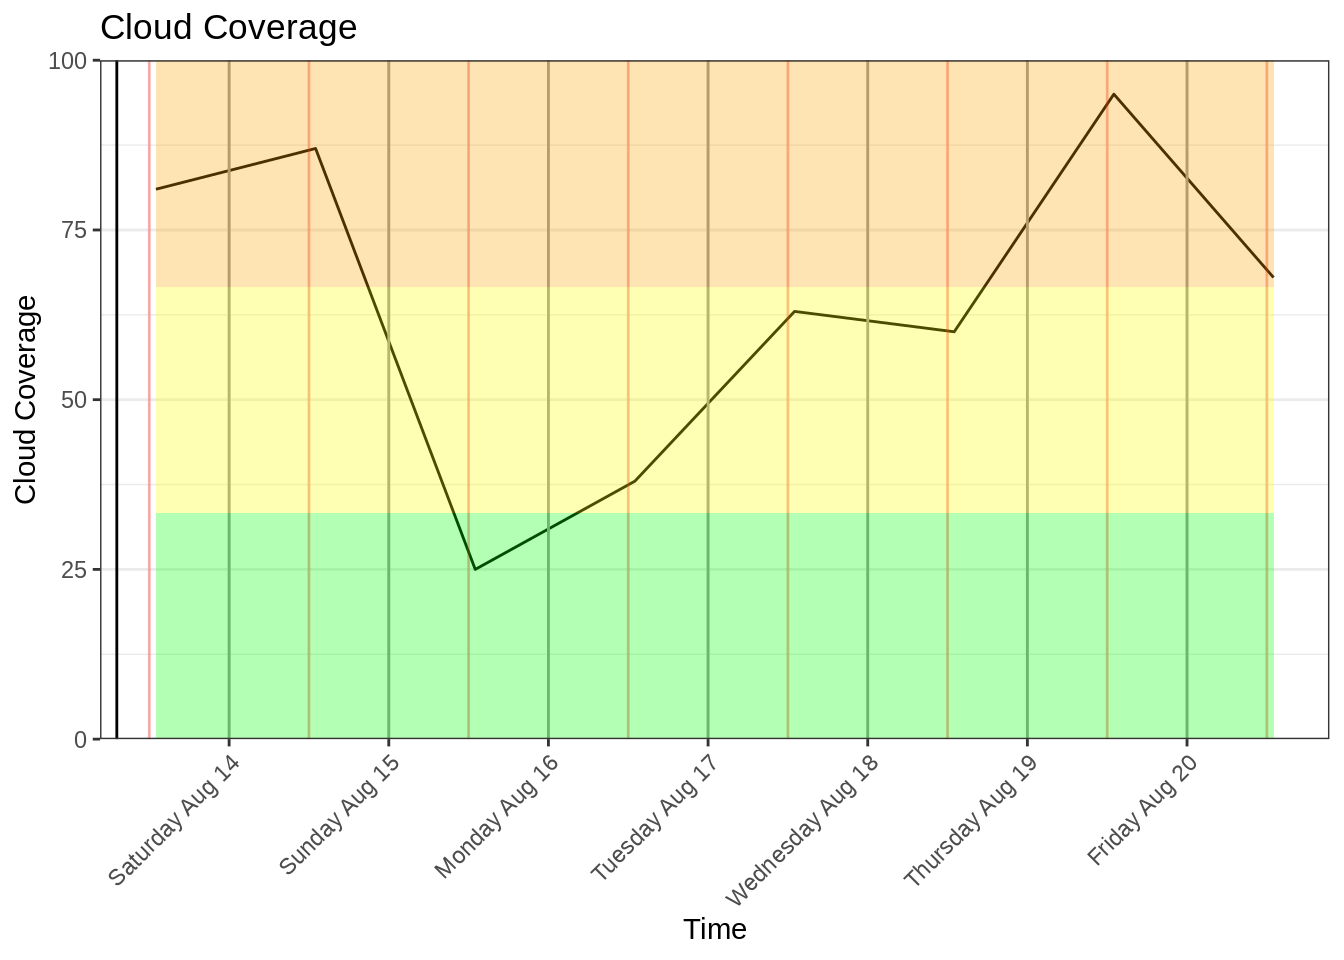 Cloud Coverage
100
75
50
25
0
Cloud Coverage
Saturday Aug 14
Sunday Aug 15
Monday Aug 16
Tuesday Aug 17
Wednesday Aug 18
Thursday Aug 19
Friday Aug 20
Time